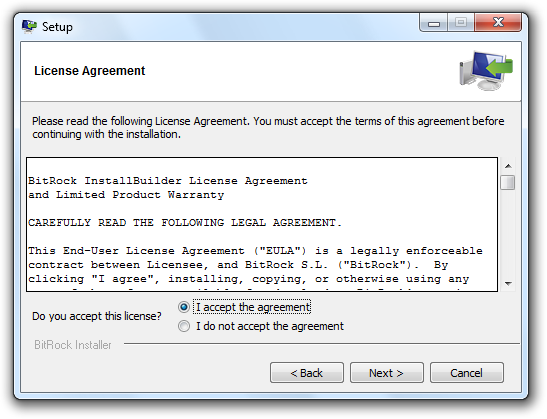 Setup
License Agreement
Please read the following License Agreement. You must accept the terms of this agreement before
continuing with the installation.
BitRock InstallBuilder License Agreement
and Limited Product Warranty
CAREFULLY READ THE FOLLOWING LEGAL AGREEMENT.
This End-User License Agreement ("EULA") is a legally enforceable
contract between Licensee, and BitRock S.L. ("BitRock").  By
clicking "I agree", installing, copying, or otherwise using any
Do you accept this license?
I accept the agreement
I do not accept the agreement
BitRock Installer
< Back
Next >
Cancel